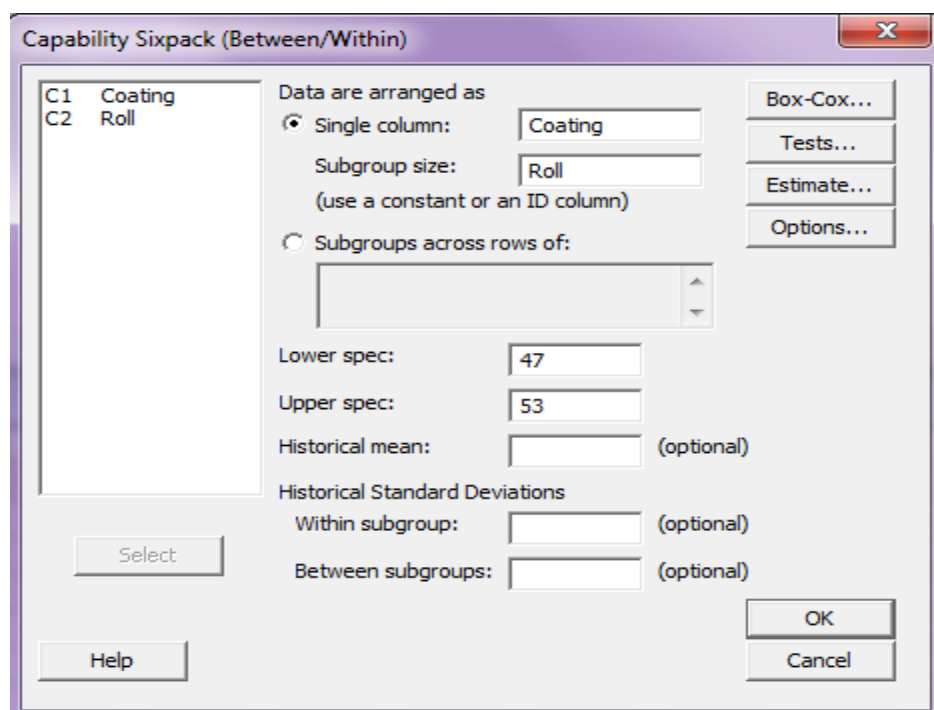 Capability Sixpack (Between/Within)
C1 Coating
C2 Roll
Data are arranged as
Single column: Coating
Subgroup size: Roll
(use a constant or an ID column)
Subgroups across rows of:
Lower spec: 47
Upper spec: 53
Historical mean: (optional)
Historical Standard Deviations
Within subgroup: (optional)
Between subgroups: (optional)
Box-Cox...
Tests...
Estimate...
Options...
Select
Help
OK
Cancel